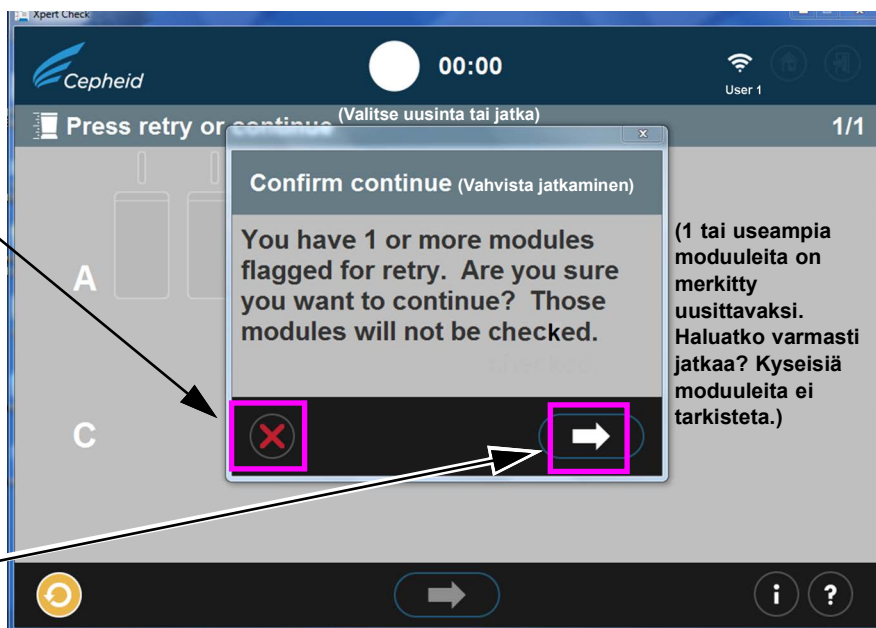 Xpert Check
Cepheid
00:00
User 1
Press retry or continue (Valitse uusinta tai jatka)
1/1
x
Confirm continue (Vahvista jatkaminen)
You have 1 or more modules
flagged for retry. Are you sure
you want to continue? Those
modules will not be checked.
(1 tai useampia
moduuleita on
merkitty
uusittavaksi.
Haluatko varmasti
jatkaa? Kyseisiä
moduuleita ei
tarkisteta.)
A
C
i
?